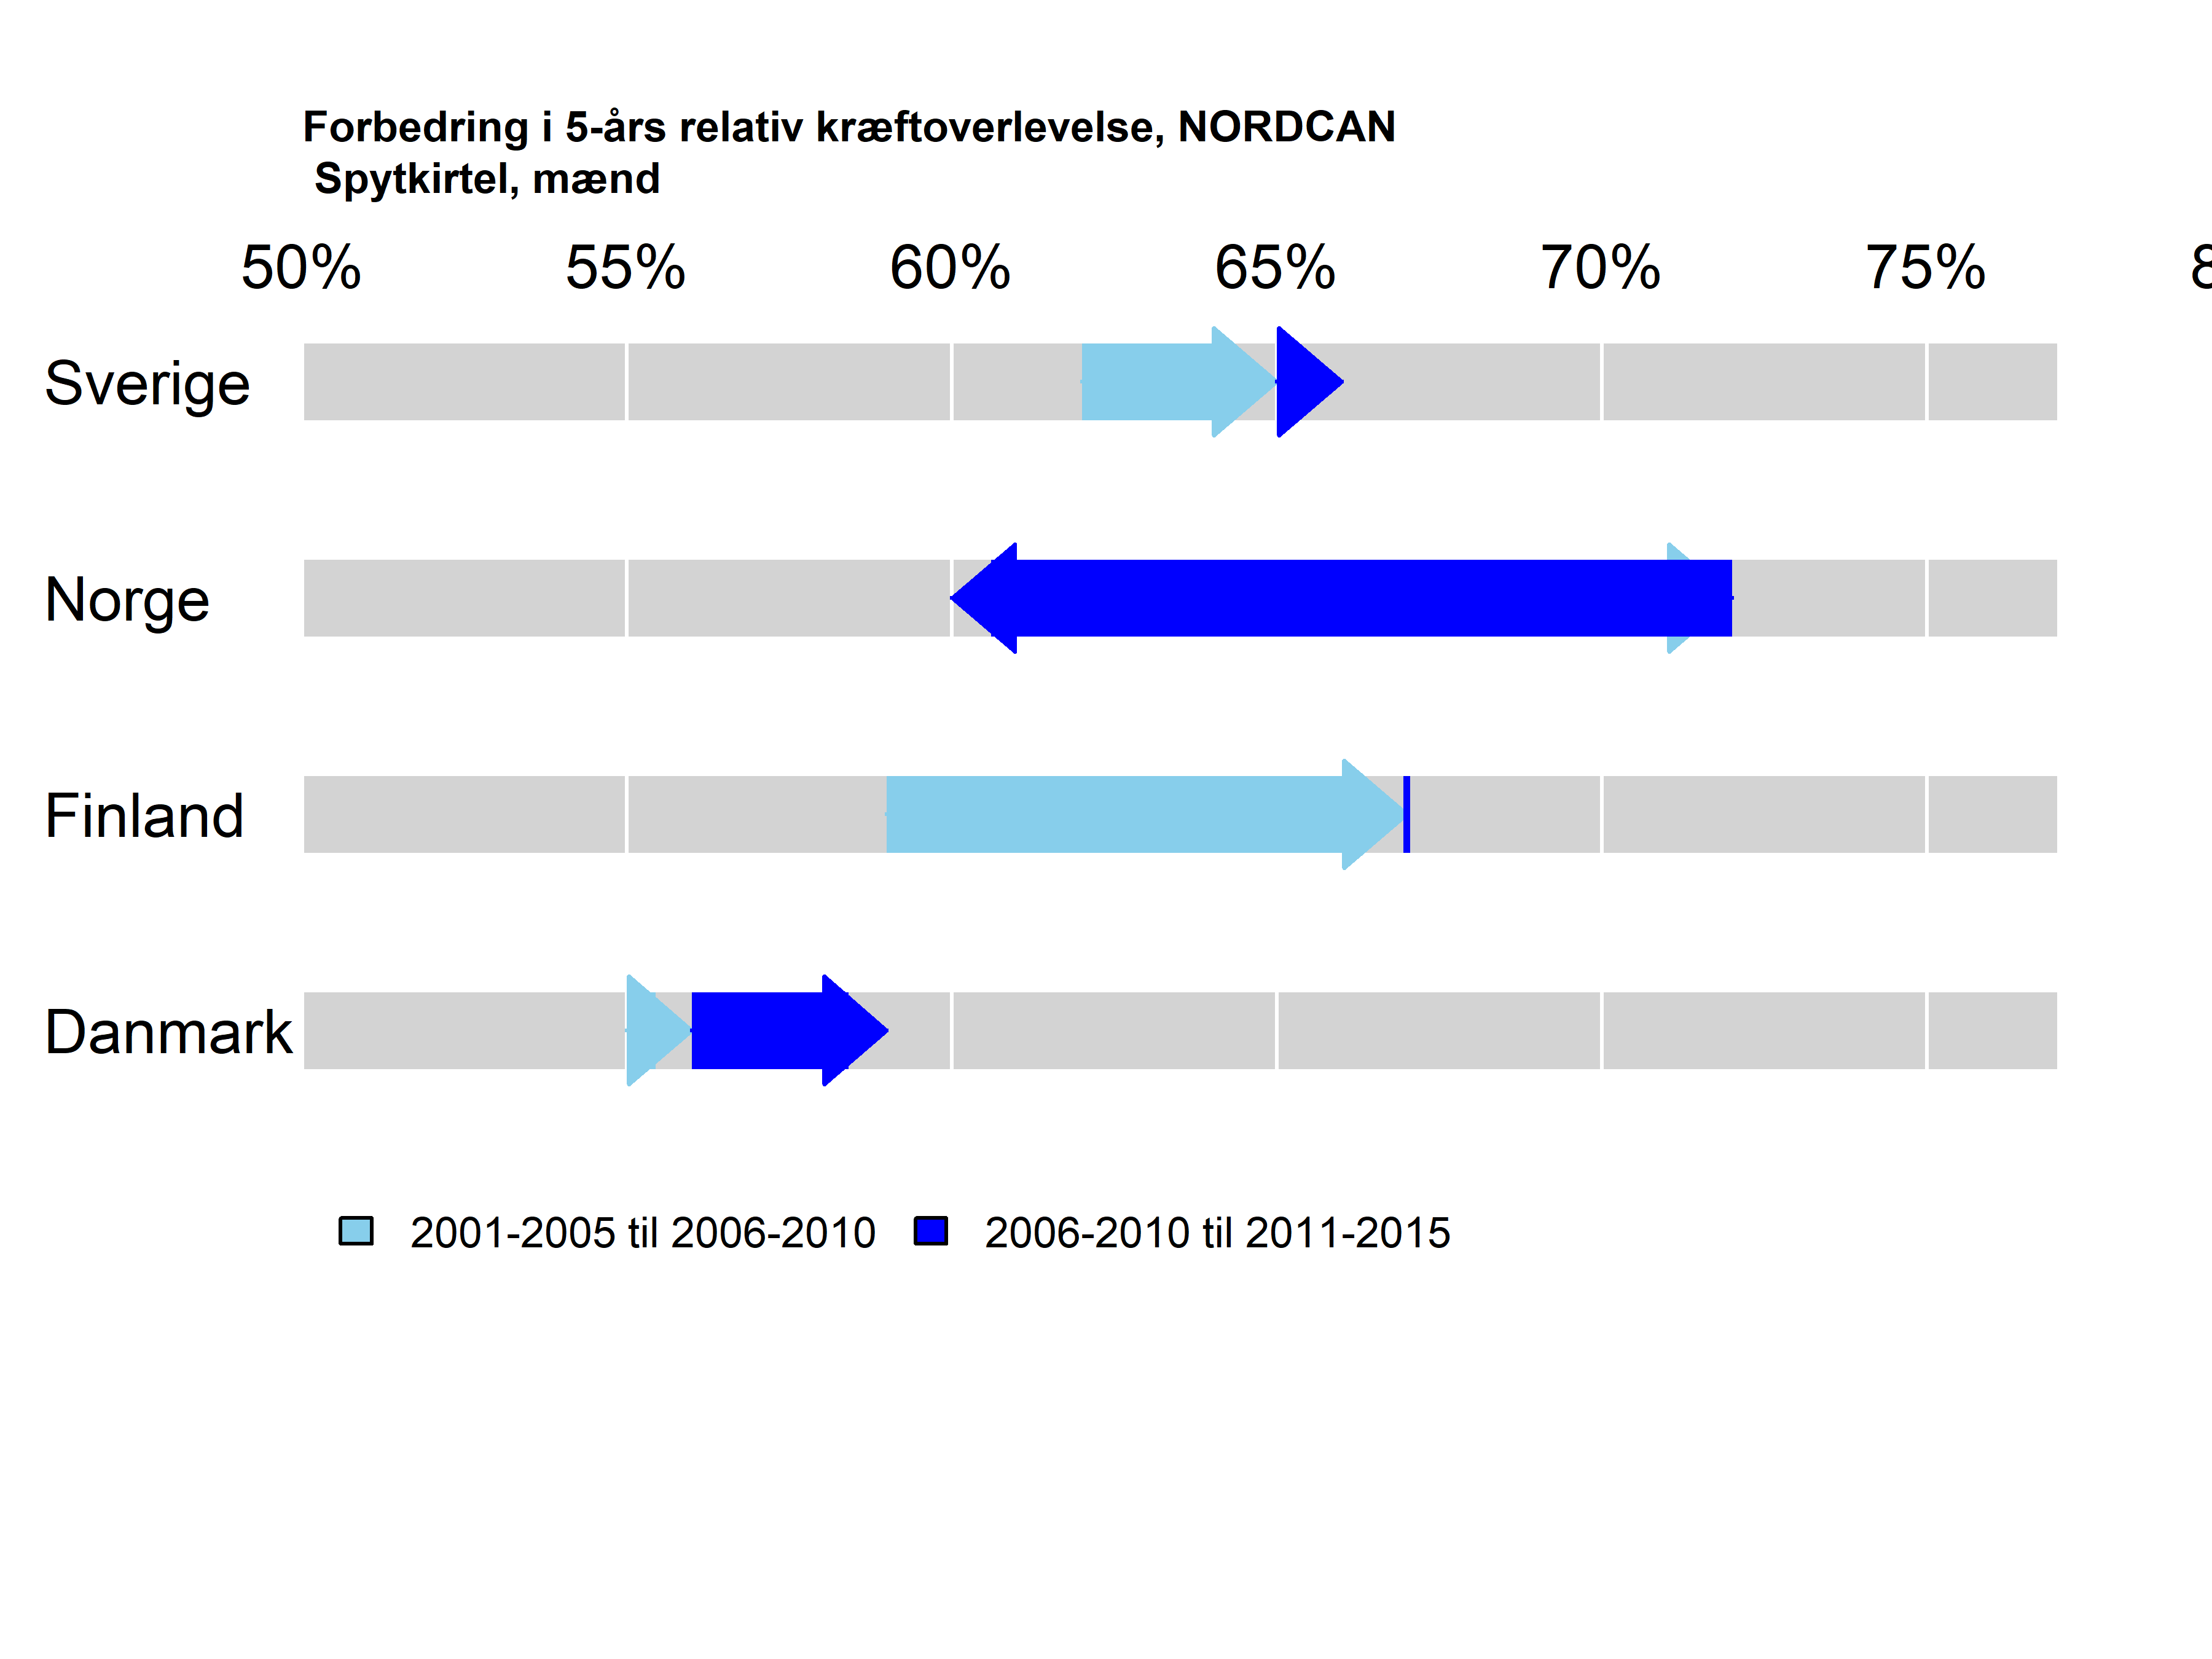 Forbedring i 5-års relativ kræftoverlevelse, NORDCAN
Spytkirtel, mænd
50% 55% 60% 65% 70% 75% 8
Sverige
Norge
Finland
Danmark
2001-2005 til 2006-2010 2006-2010 til 2011-2015